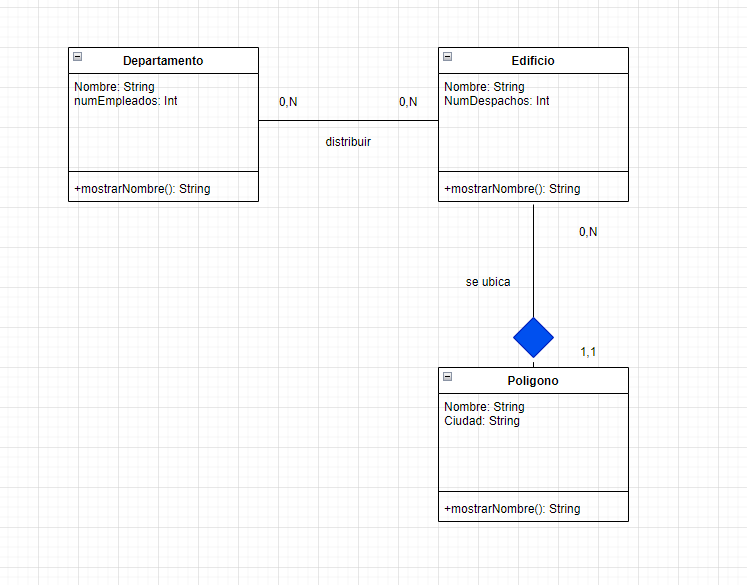 Departamento
Nombre: String
numEmpleados: Int
+mostrarNombre(): String
0,N
0,N
distribuir
Edificio
Nombre: String
NumDespachos: Int
+mostrarNombre(): String
0,N
se ubica
1,1
Poligono
Nombre: String
Ciudad: String
+mostrarNombre(): String